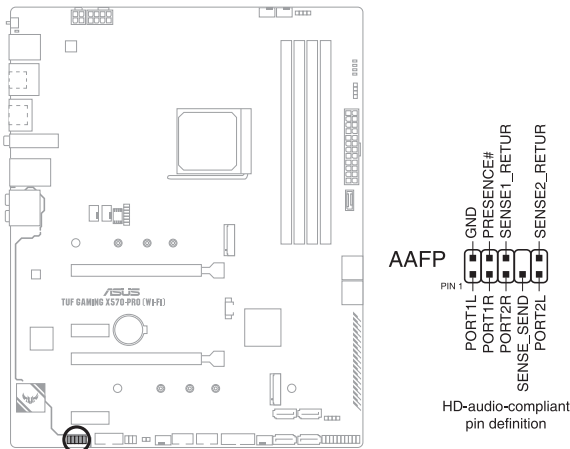 ASUS
TUF GAMING X570-PRO (WI-FI)
AAFP
PIN 1
GND
PRESENCE#
SENSE1_RETUR
SENSE2_RETUR
PORT1L
PORT1R
PORT2R
SENSE_SEND
PORT2L
HD-audio-compliant
pin definition